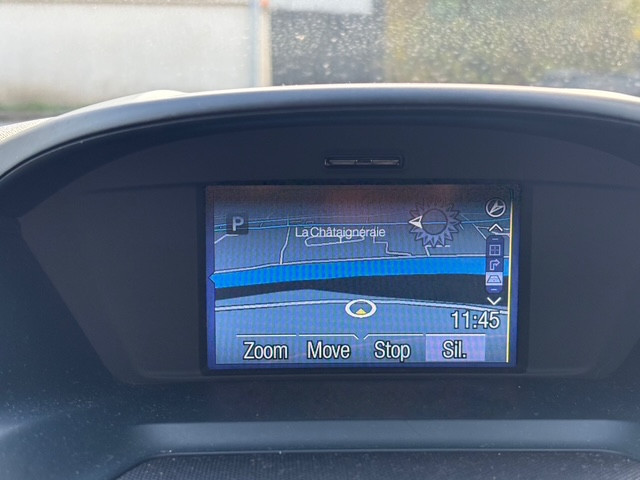 P
La Châtaigneraie
11:45
Zoom Move Stop Sil.